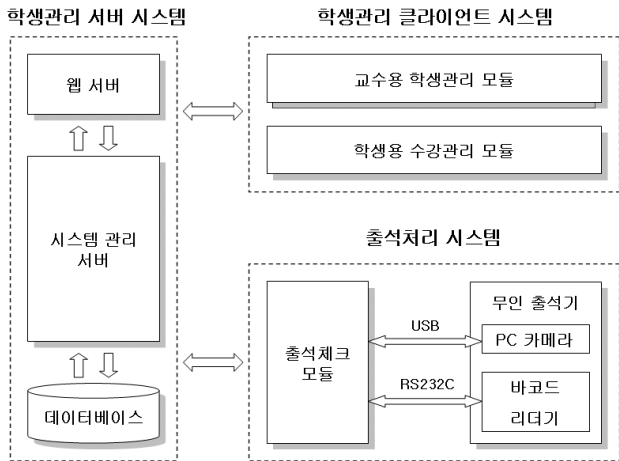 학생관리 서버 시스템
웹 서버
시스템 관리
서버
데이터베이스
학생관리 클라이언트 시스템
교수용 학생관리 모듈
학생용 수강관리 모듈
출석처리 시스템
출석체크
모듈
USB
RS232C
무인 출석기
PC 카메라
바코드
리더기